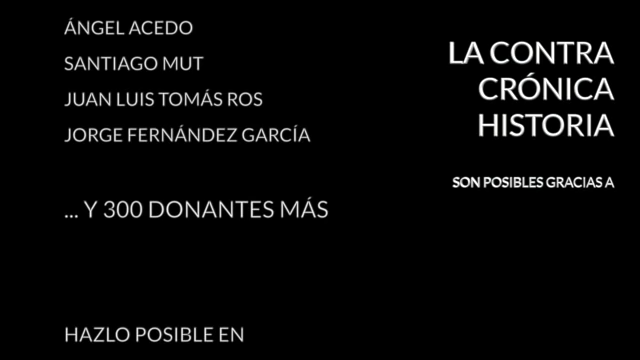 ÁNGEL ACEDO
SANTIAGO MUT
JUAN LUIS TOMÁS ROS
JORGE FERNÁNDEZ GARCÍA
... Y 300 DONANTES MÁS
HAZLO POSIBLE EN
LA CONTRA
CRÓNICA
HISTORIA
SON POSIBLES GRACIAS A